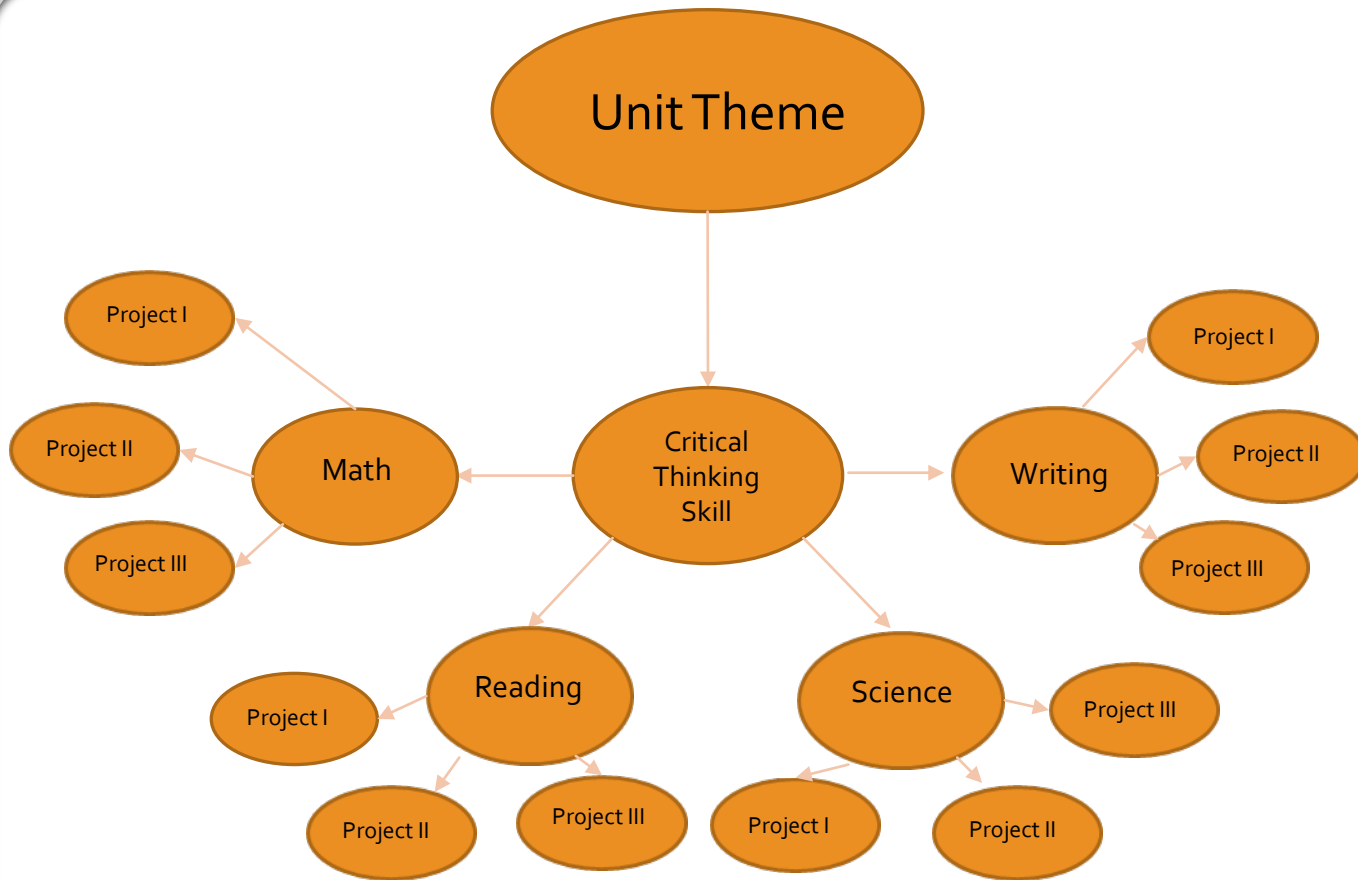 Unit Theme
Project I
Project II
Project III
Math
Critical
Thinking
Skill
Writing
Project I
Project II
Project III
Reading
Project I
Project II
Project III
Science
Project I
Project II
Project III